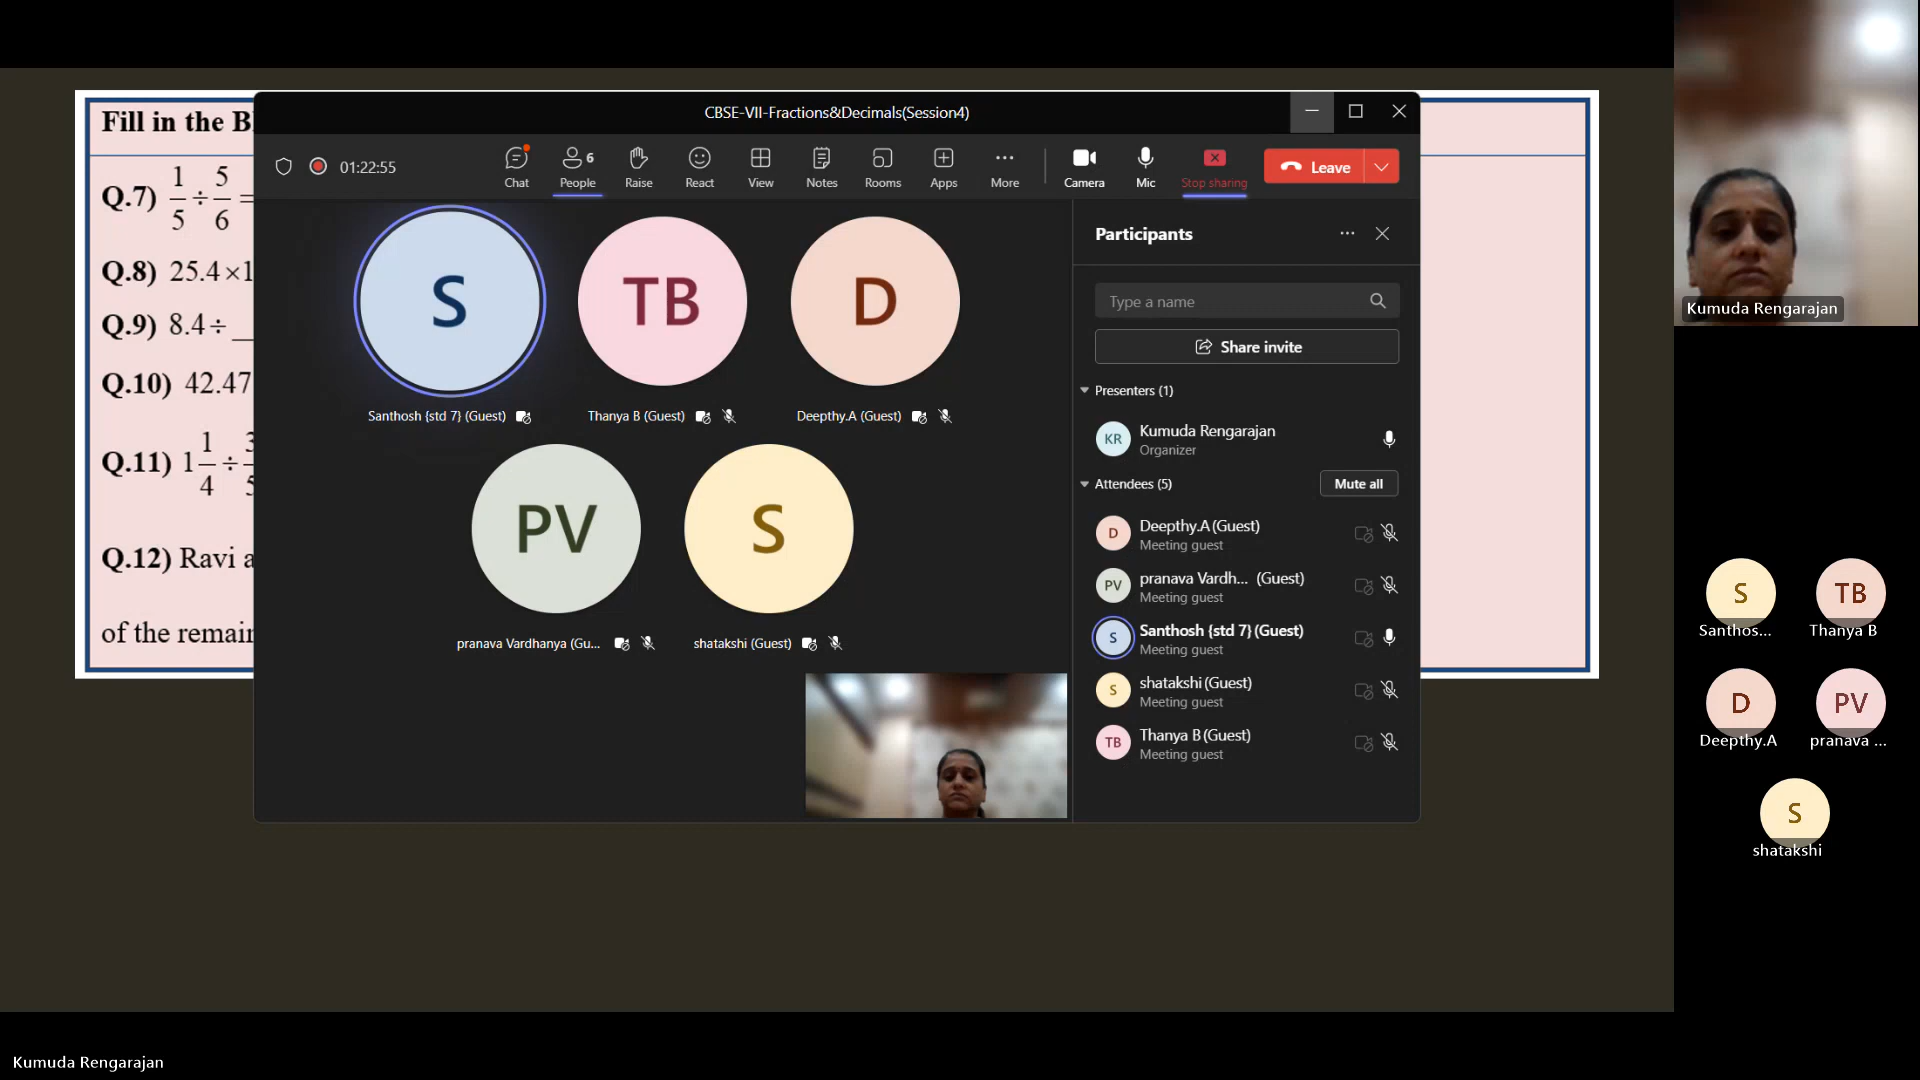 Fill in the B
Q.7) 1/5 ÷ 5/6 =
Q.8) 25.4×1
Q.9) 8.4÷ __
Q.10) 42.47
Q.11) 1 1/4 ÷ 3/5
Q.12) Ravi a
of the remain
CBSE-VII-Fractions&Decimals(Session4)
01:22:55
Chat
People
6
Raise
React
View
Notes
Rooms
Apps
More
Camera
Mic
Stop sharing
Leave
S
TB
D
Santhosh {std 7} (Guest)
Thanya B (Guest)
Deepthy.A (Guest)
PV
S
pranava Vardhanya (Gu...
shatakshi (Guest)
Participants
Type a name
Share invite
Presenters (1)
KR
Kumuda Rengarajan
Organizer
Attendees (5)
Mute all
D
Deepthy.A (Guest)
Meeting guest
PV
pranava Vardh... (Guest)
Meeting guest
S
Santhosh {std 7} (Guest)
Meeting guest
S
shatakshi (Guest)
Meeting guest
TB
Thanya B (Guest)
Meeting guest
Kumuda Rengarajan
S
TB
Santhos...
Thanya B
D
PV
Deepthy.A
pranava ...
S
shatakshi
Kumuda Rengarajan